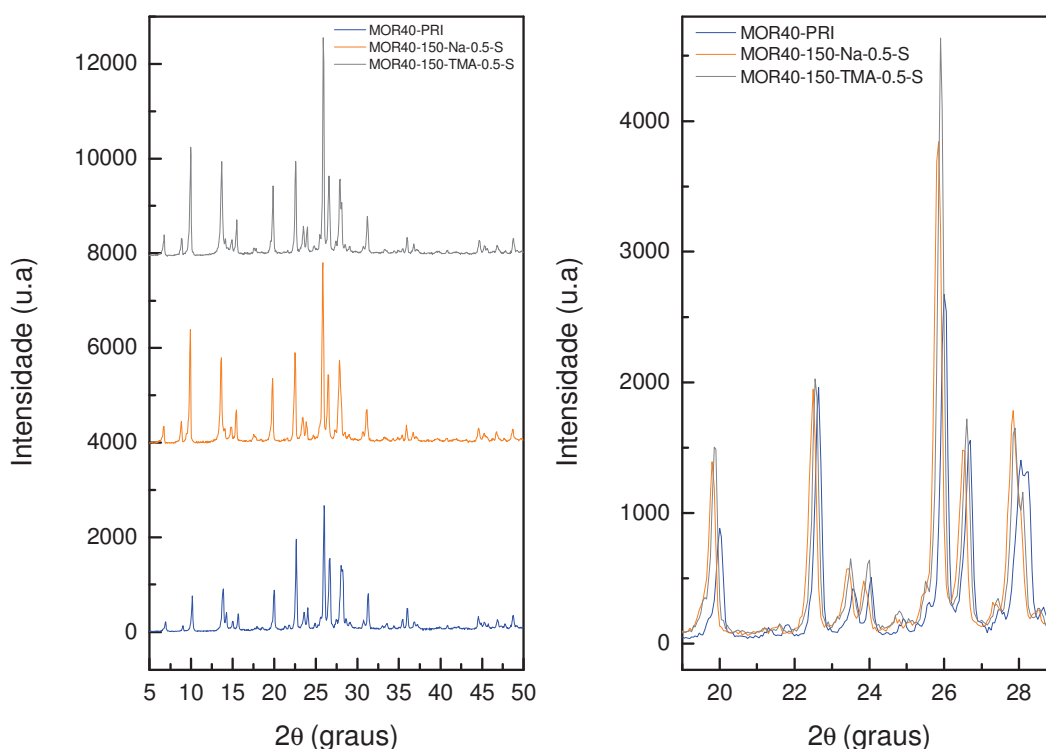 MOR40-PRI
MOR40-150-Na-0.5-S
MOR40-150-TMA-0.5-S
12000
10000
8000
6000
4000
2000
0
Intensidade (u.a)
5 10 15 20 25 30 35 40 45 50
2θ (graus)
MOR40-PRI
MOR40-150-Na-0.5-S
MOR40-150-TMA-0.5-S
4000
3000
2000
1000
0
Intensidade (u.a)
20 22 24 26 28
2θ (graus)